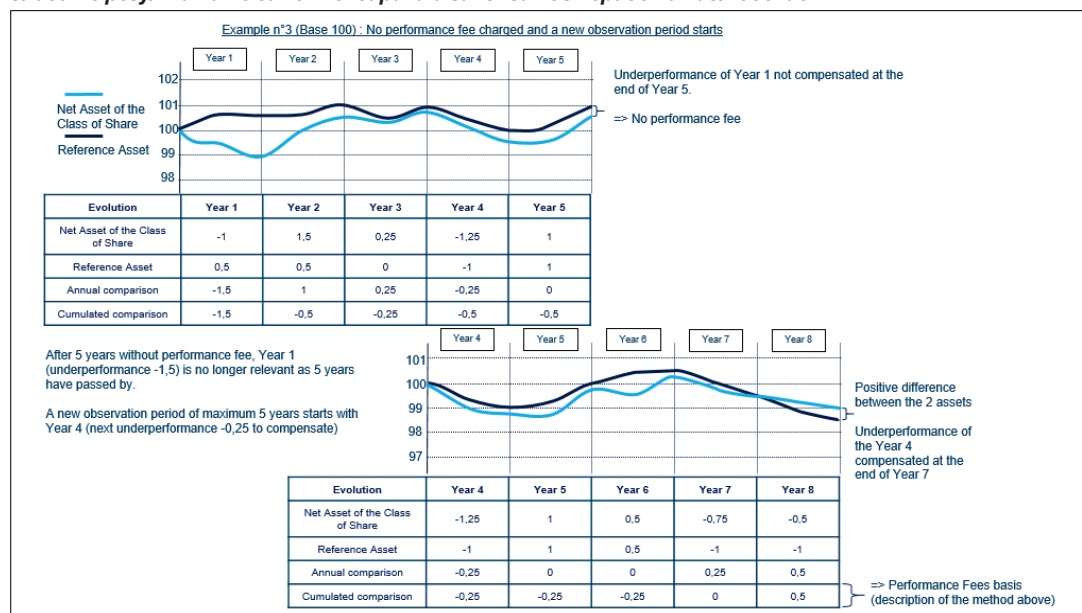 Example n°3 (Base 100) : No performance fee charged and a new observation period starts
Year 1 Year 2 Year 3 Year 4 Year 5
102
101
100
99
98
Net Asset of the
Class of Share
Reference Asset
Underperformance of Year 1 not compensated at the
end of Year 5.
=> No performance fee
Evolution Year 1 Year 2 Year 3 Year 4 Year 5
Net Asset of the Class
of Share -1 1,5 0,25 -1,25 1
Reference Asset 0,5 0,5 0 -1 1
Annual comparison -1,5 1 0,25 -0,25 0
Cumulated comparison -1,5 -0,5 -0,25 -0,5 -0,5
After 5 years without performance fee, Year 1
(underperformance -1,5) is no longer relevant as 5 years
have passed by.
A new observation period of maximum 5 years starts with
Year 4 (next underperformance -0,25 to compensate)
Year 4 Year 5 Year 6 Year 7 Year 8
101
100
99
98
97
Positive difference
between the 2 assets
Underperformance of
the Year 4
compensated at the
end of Year 7
Evolution Year 4 Year 5 Year 6 Year 7 Year 8
Net Asset of the Class
of Share -1,25 1 0,5 -0,75 -0,5
Reference Asset -1 1 0,5 -1 -1
Annual comparison -0,25 0 0 0,25 0,5
Cumulated comparison -0,25 -0,25 -0,25 0 0,5
=> Performance Fees basis
(description of the method above)